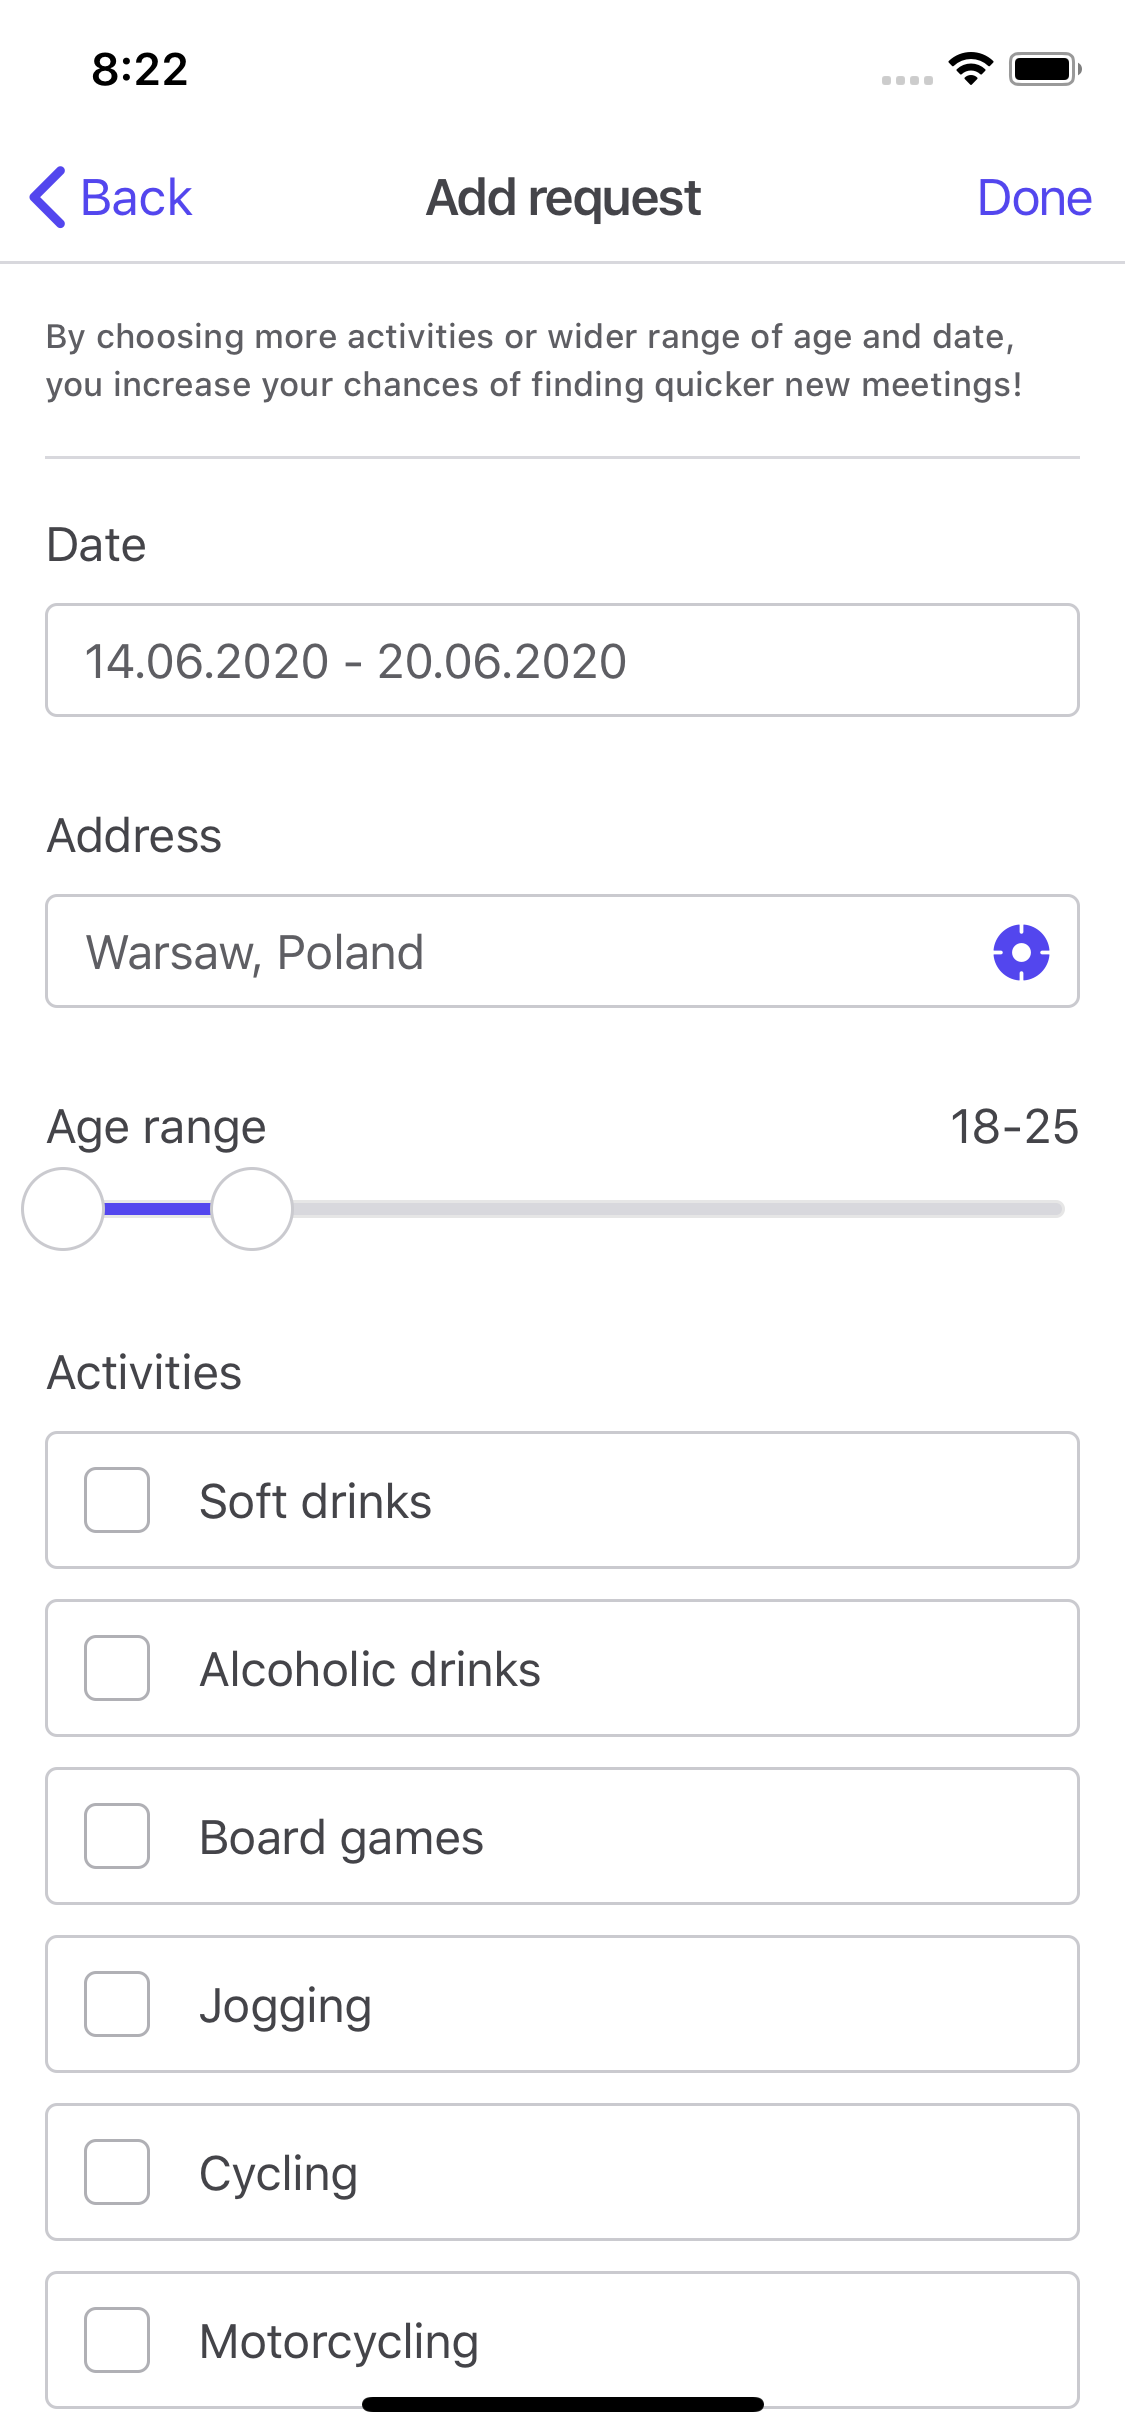 8:22
Back
Add request
Done
By choosing more activities or wider range of age and date,
you increase your chances of finding quicker new meetings!
Date
14.06.2020 - 20.06.2020
Address
Warsaw, Poland
Age range
18-25
Activities
Soft drinks
Alcoholic drinks
Board games
Jogging
Cycling
Motorcycling